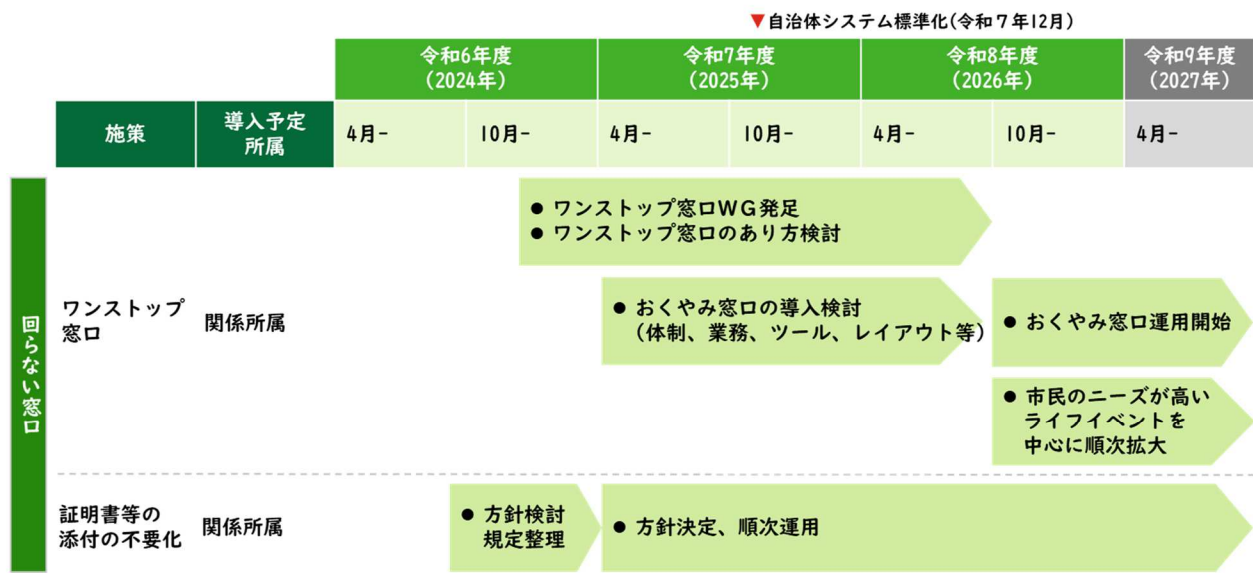 ▼自治体システム標準化(令和7年12月)
令和6年度
(2024年)
令和7年度
(2025年)
令和8年度
(2026年)
令和9年度
(2027年)
施策
導入予定
所属
4月-
10月-
4月-
10月-
4月-
10月-
4月-
回らない窓口
ワンストップ
窓口
関係所属
● ワンストップ窓口WG発足
● ワンストップ窓口のあり方検討
● おくやみ窓口の導入検討
(体制、業務、ツール、レイアウト等)
● おくやみ窓口運用開始
● 市民のニーズが高い
ライフイベントを
中心に順次拡大
証明書等の
添付の不要化
関係所属
● 方針検討
規定整理
● 方針決定、順次運用